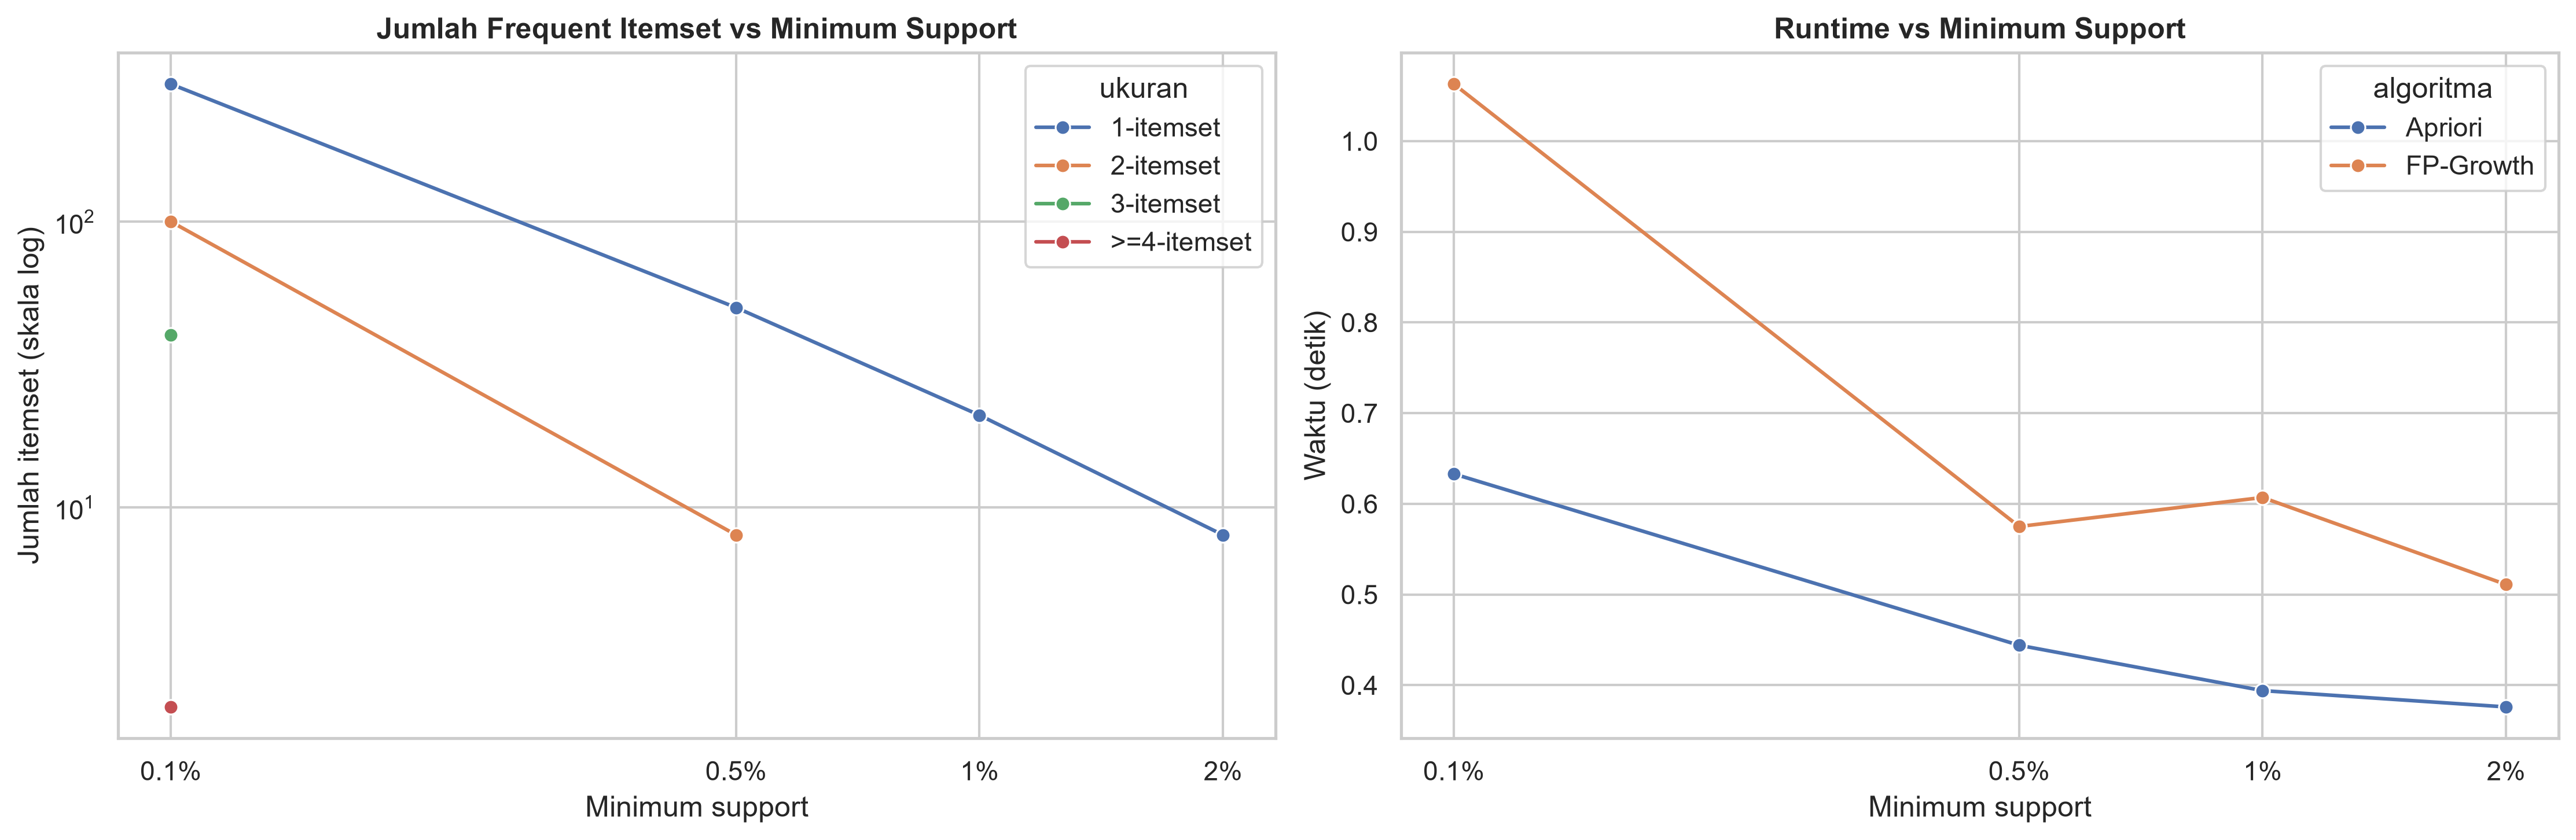 Jumlah Frequent Itemset vs Minimum Support
Jumlah itemset (skala log)
10²
10¹
ukuran
1-itemset
2-itemset
3-itemset
>=4-itemset
0.1% 0.5% 1% 2%
Minimum support
Runtime vs Minimum Support
Waktu (detik)
1.0
0.9
0.8
0.7
0.6
0.5
0.4
algoritma
Apriori
FP-Growth
0.1% 0.5% 1% 2%
Minimum support